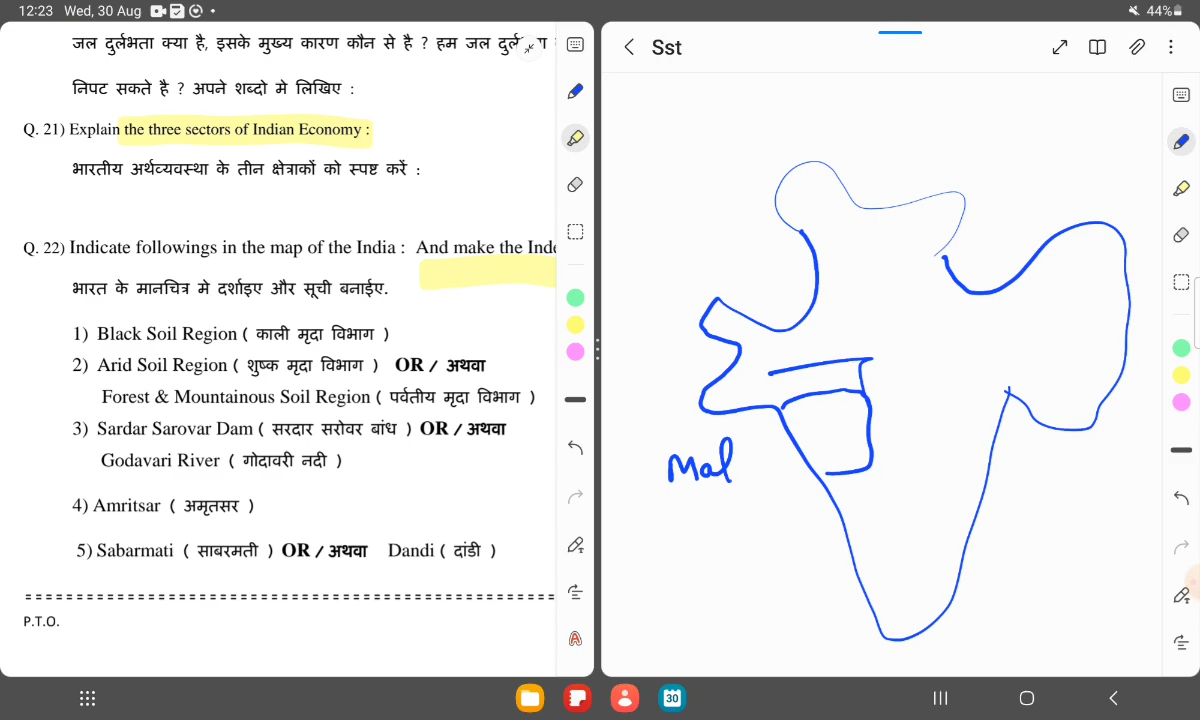 12:23 Wed, 30 Aug
44%
जल दुर्लभता क्या है, इसके मुख्य कारण कौन से है ? हम जल
निपट सकते है ? अपने शब्दो मे लिखिए :
Q. 21) Explain the three sectors of Indian Economy :
भारतीय अर्थव्यवस्था के तीन क्षेत्राकों को स्पष्ट करें :
Q. 22) Indicate followings in the map of the India : And make the
भारत के मानचित्र मे दर्शाइए और सूची बनाईए.
1) Black Soil Region ( काली मृदा विभाग )
2) Arid Soil Region ( शुष्क मृदा विभाग ) OR / अथवा
Forest & Mountainous Soil Region ( पर्वतीय मृदा विभाग )
3) Sardar Sarovar Dam ( सरदार सरोवर बांध ) OR / अथवा
Godavari River ( गोदावरी नदी )
4) Amritsar ( अमृतसर )
5) Sabarmati ( साबरमती ) OR / अथवा Dandi ( दांडी )
P.T.O.
Sst
Mal
A
30